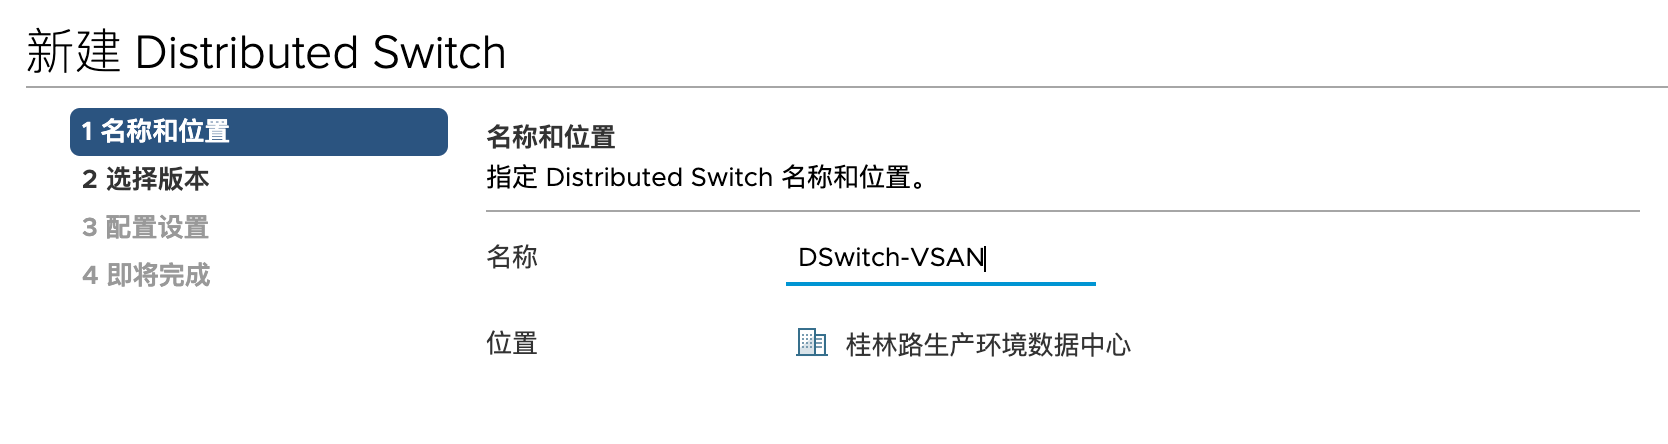 新建 Distributed Switch
1 名称和位置
2 选择版本
3 配置设置
4 即将完成
名称和位置
指定 Distributed Switch 名称和位置。
名称 DSwitch-VSAN
位置 桂林路生产环境数据中心